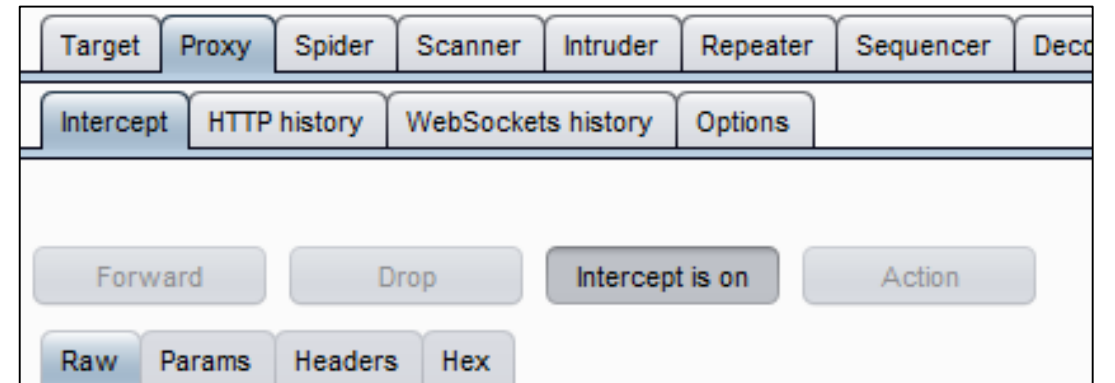 Target Proxy Spider Scanner Intruder Repeater Sequencer Deco
Intercept HTTP history WebSockets history Options
Forward Drop Intercept is on Action
Raw Params Headers Hex